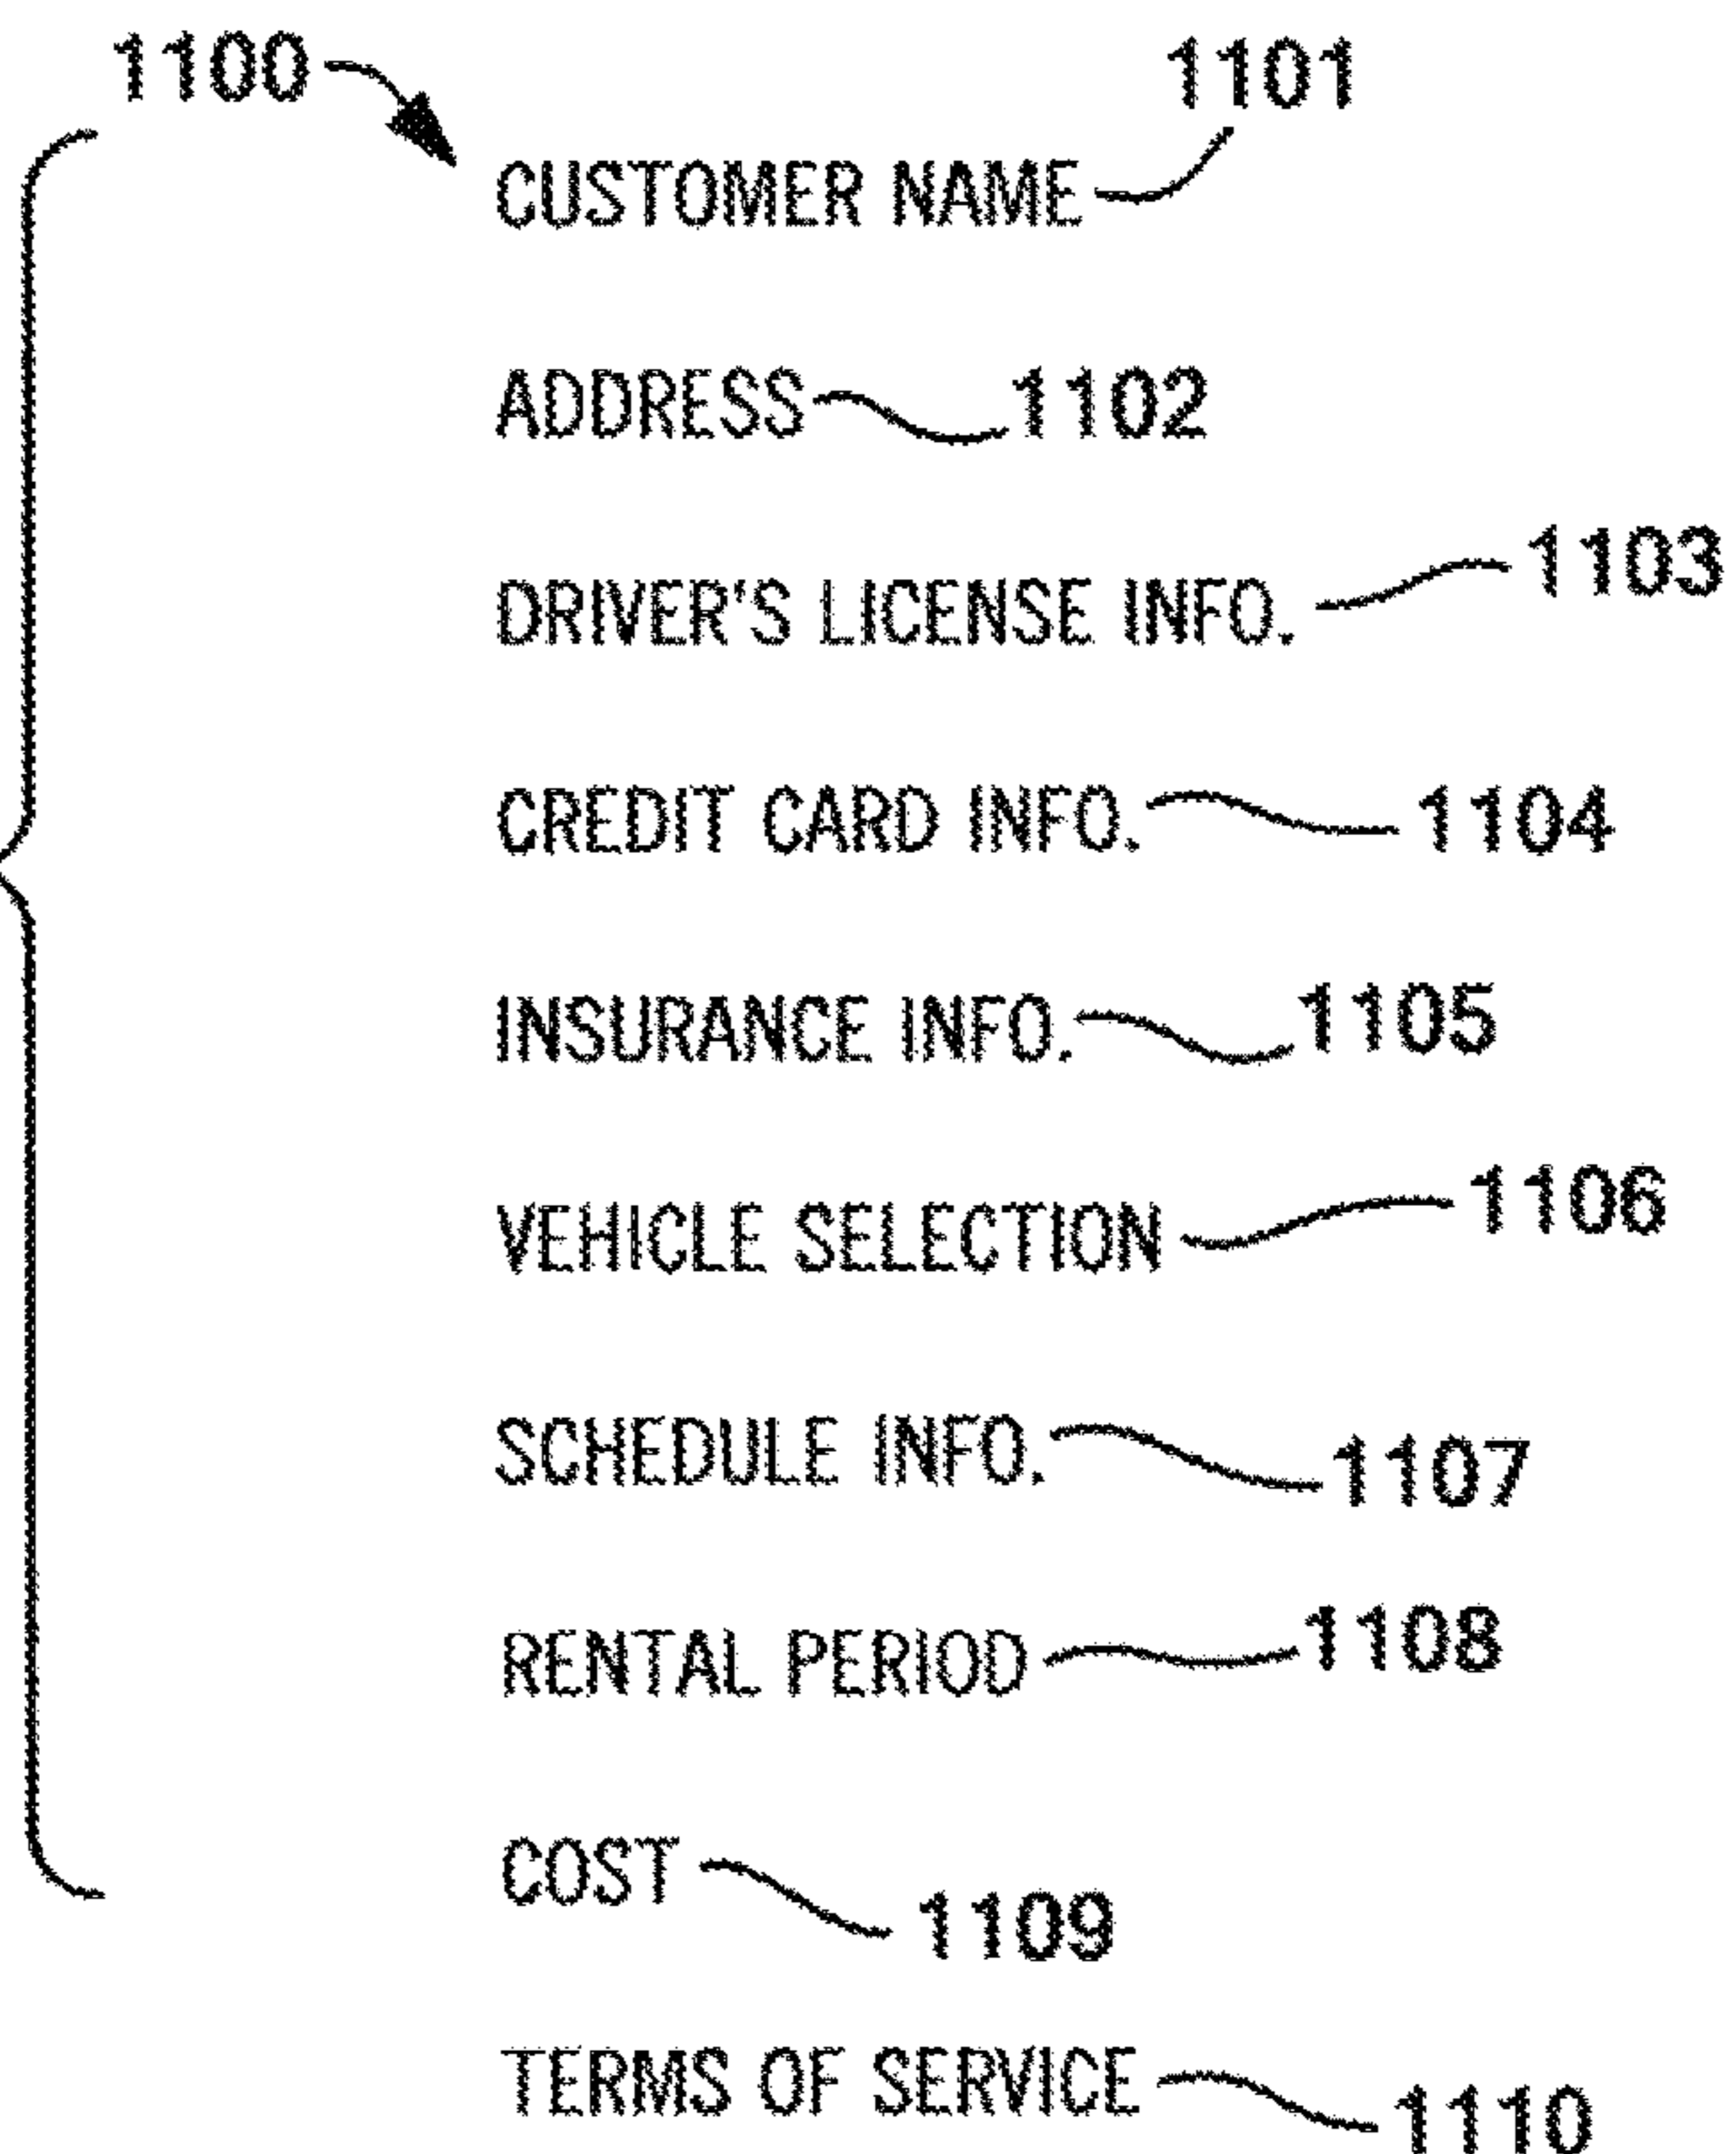 1100
1101
CUSTOMER NAME
ADDRESS 1102
DRIVER'S LICENSE INFO. 1103
CREDIT CARD INFO. 1104
INSURANCE INFO. 1105
VEHICLE SELECTION 1106
SCHEDULE INFO. 1107
RENTAL PERIOD 1108
COST 1109
TERMS OF SERVICE 1110